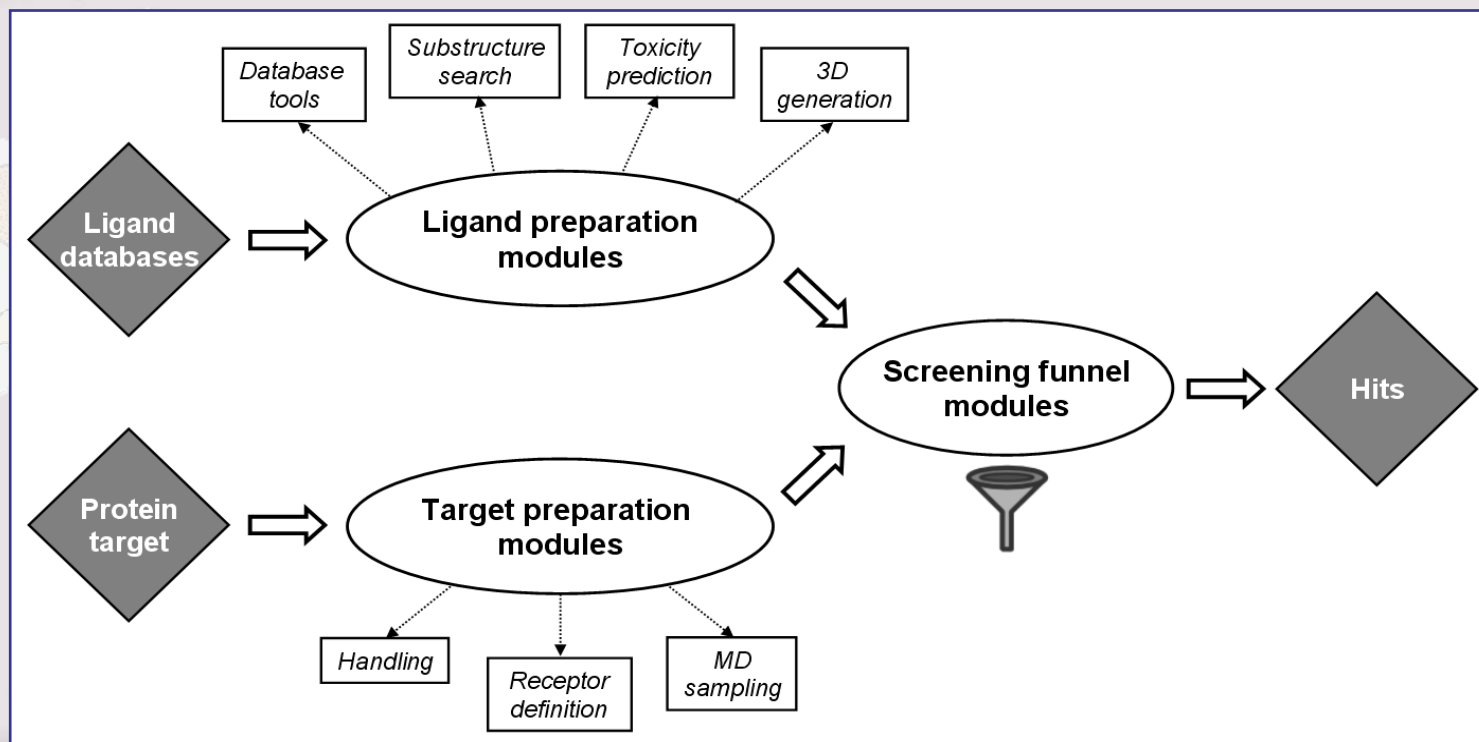 Database
tools
Substructure
search
Toxicity
prediction
3D
generation
Ligand
databases
Ligand preparation
modules
Screening funnel
modules
Hits
Protein
target
Target preparation
modules
Handling
Receptor
definition
MD
sampling